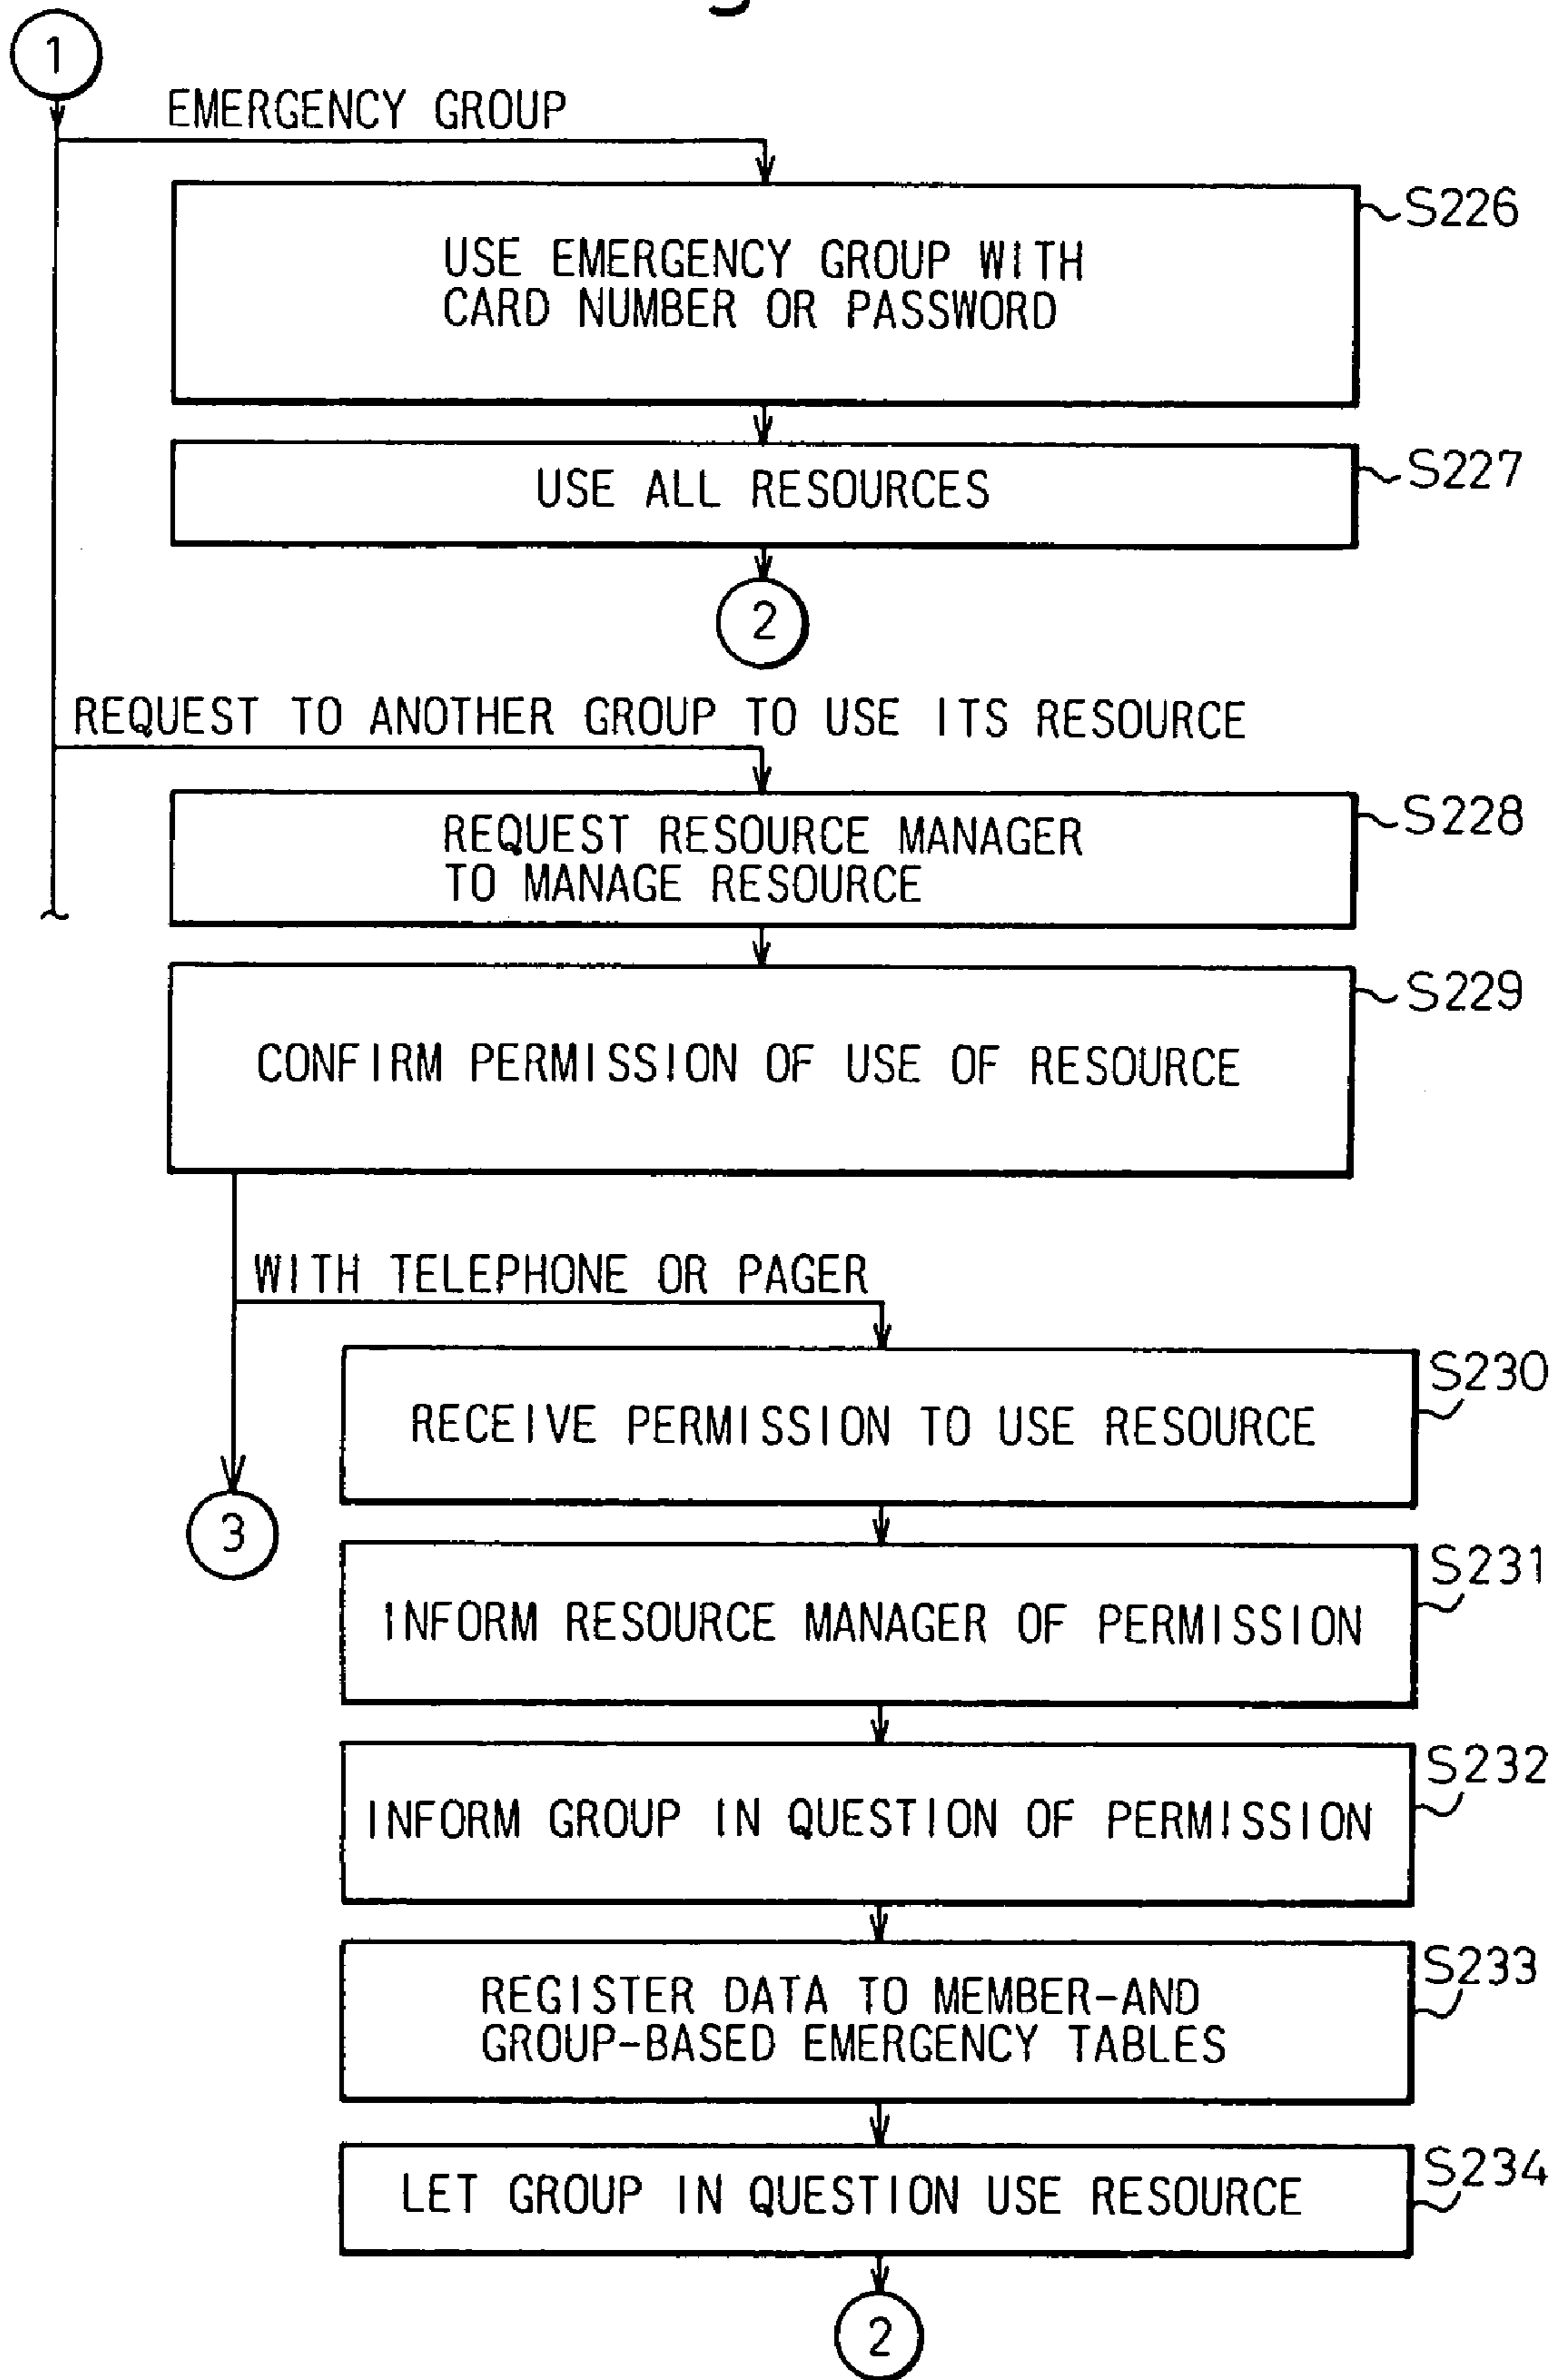 1
EMERGENCY GROUP
S226
USE EMERGENCY GROUP WITH
CARD NUMBER OR PASSWORD
S227
USE ALL RESOURCES
2
REQUEST TO ANOTHER GROUP TO USE ITS RESOURCE
S228
REQUEST RESOURCE MANAGER
TO MANAGE RESOURCE
S229
CONFIRM PERMISSION OF USE OF RESOURCE
WITH TELEPHONE OR PAGER
S230
RECEIVE PERMISSION TO USE RESOURCE
3
S231
INFORM RESOURCE MANAGER OF PERMISSION
S232
INFORM GROUP IN QUESTION OF PERMISSION
S233
REGISTER DATA TO MEMBER-AND
GROUP-BASED EMERGENCY TABLES
S234
LET GROUP IN QUESTION USE RESOURCE
2